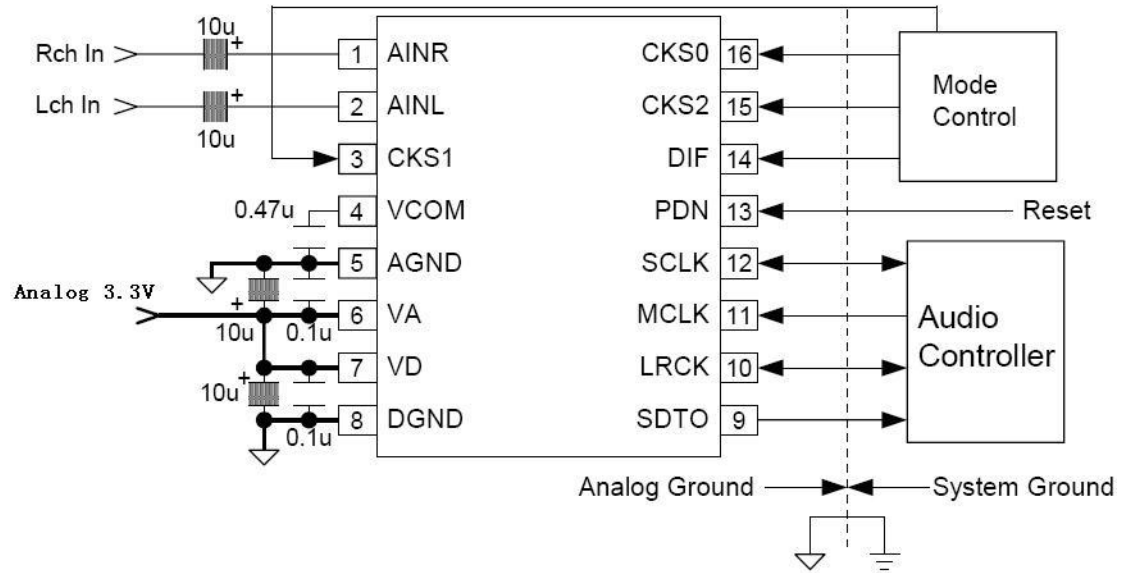 10u
+
Rch In
1 AINR
CKS0 16
Mode
Control
Lch In
+
2 AINL
CKS2 15
10u
3 CKS1
DIF 14
0.47u
4 VCOM
PDN 13
Reset
5 AGND
SCLK 12
Analog 3.3V
+
10u
0.1u
6 VA
MCLK 11
Audio
Controller
7 VD
LRCK 10
10u
+
8 DGND
SDTO 9
0.1u
Analog Ground
System Ground